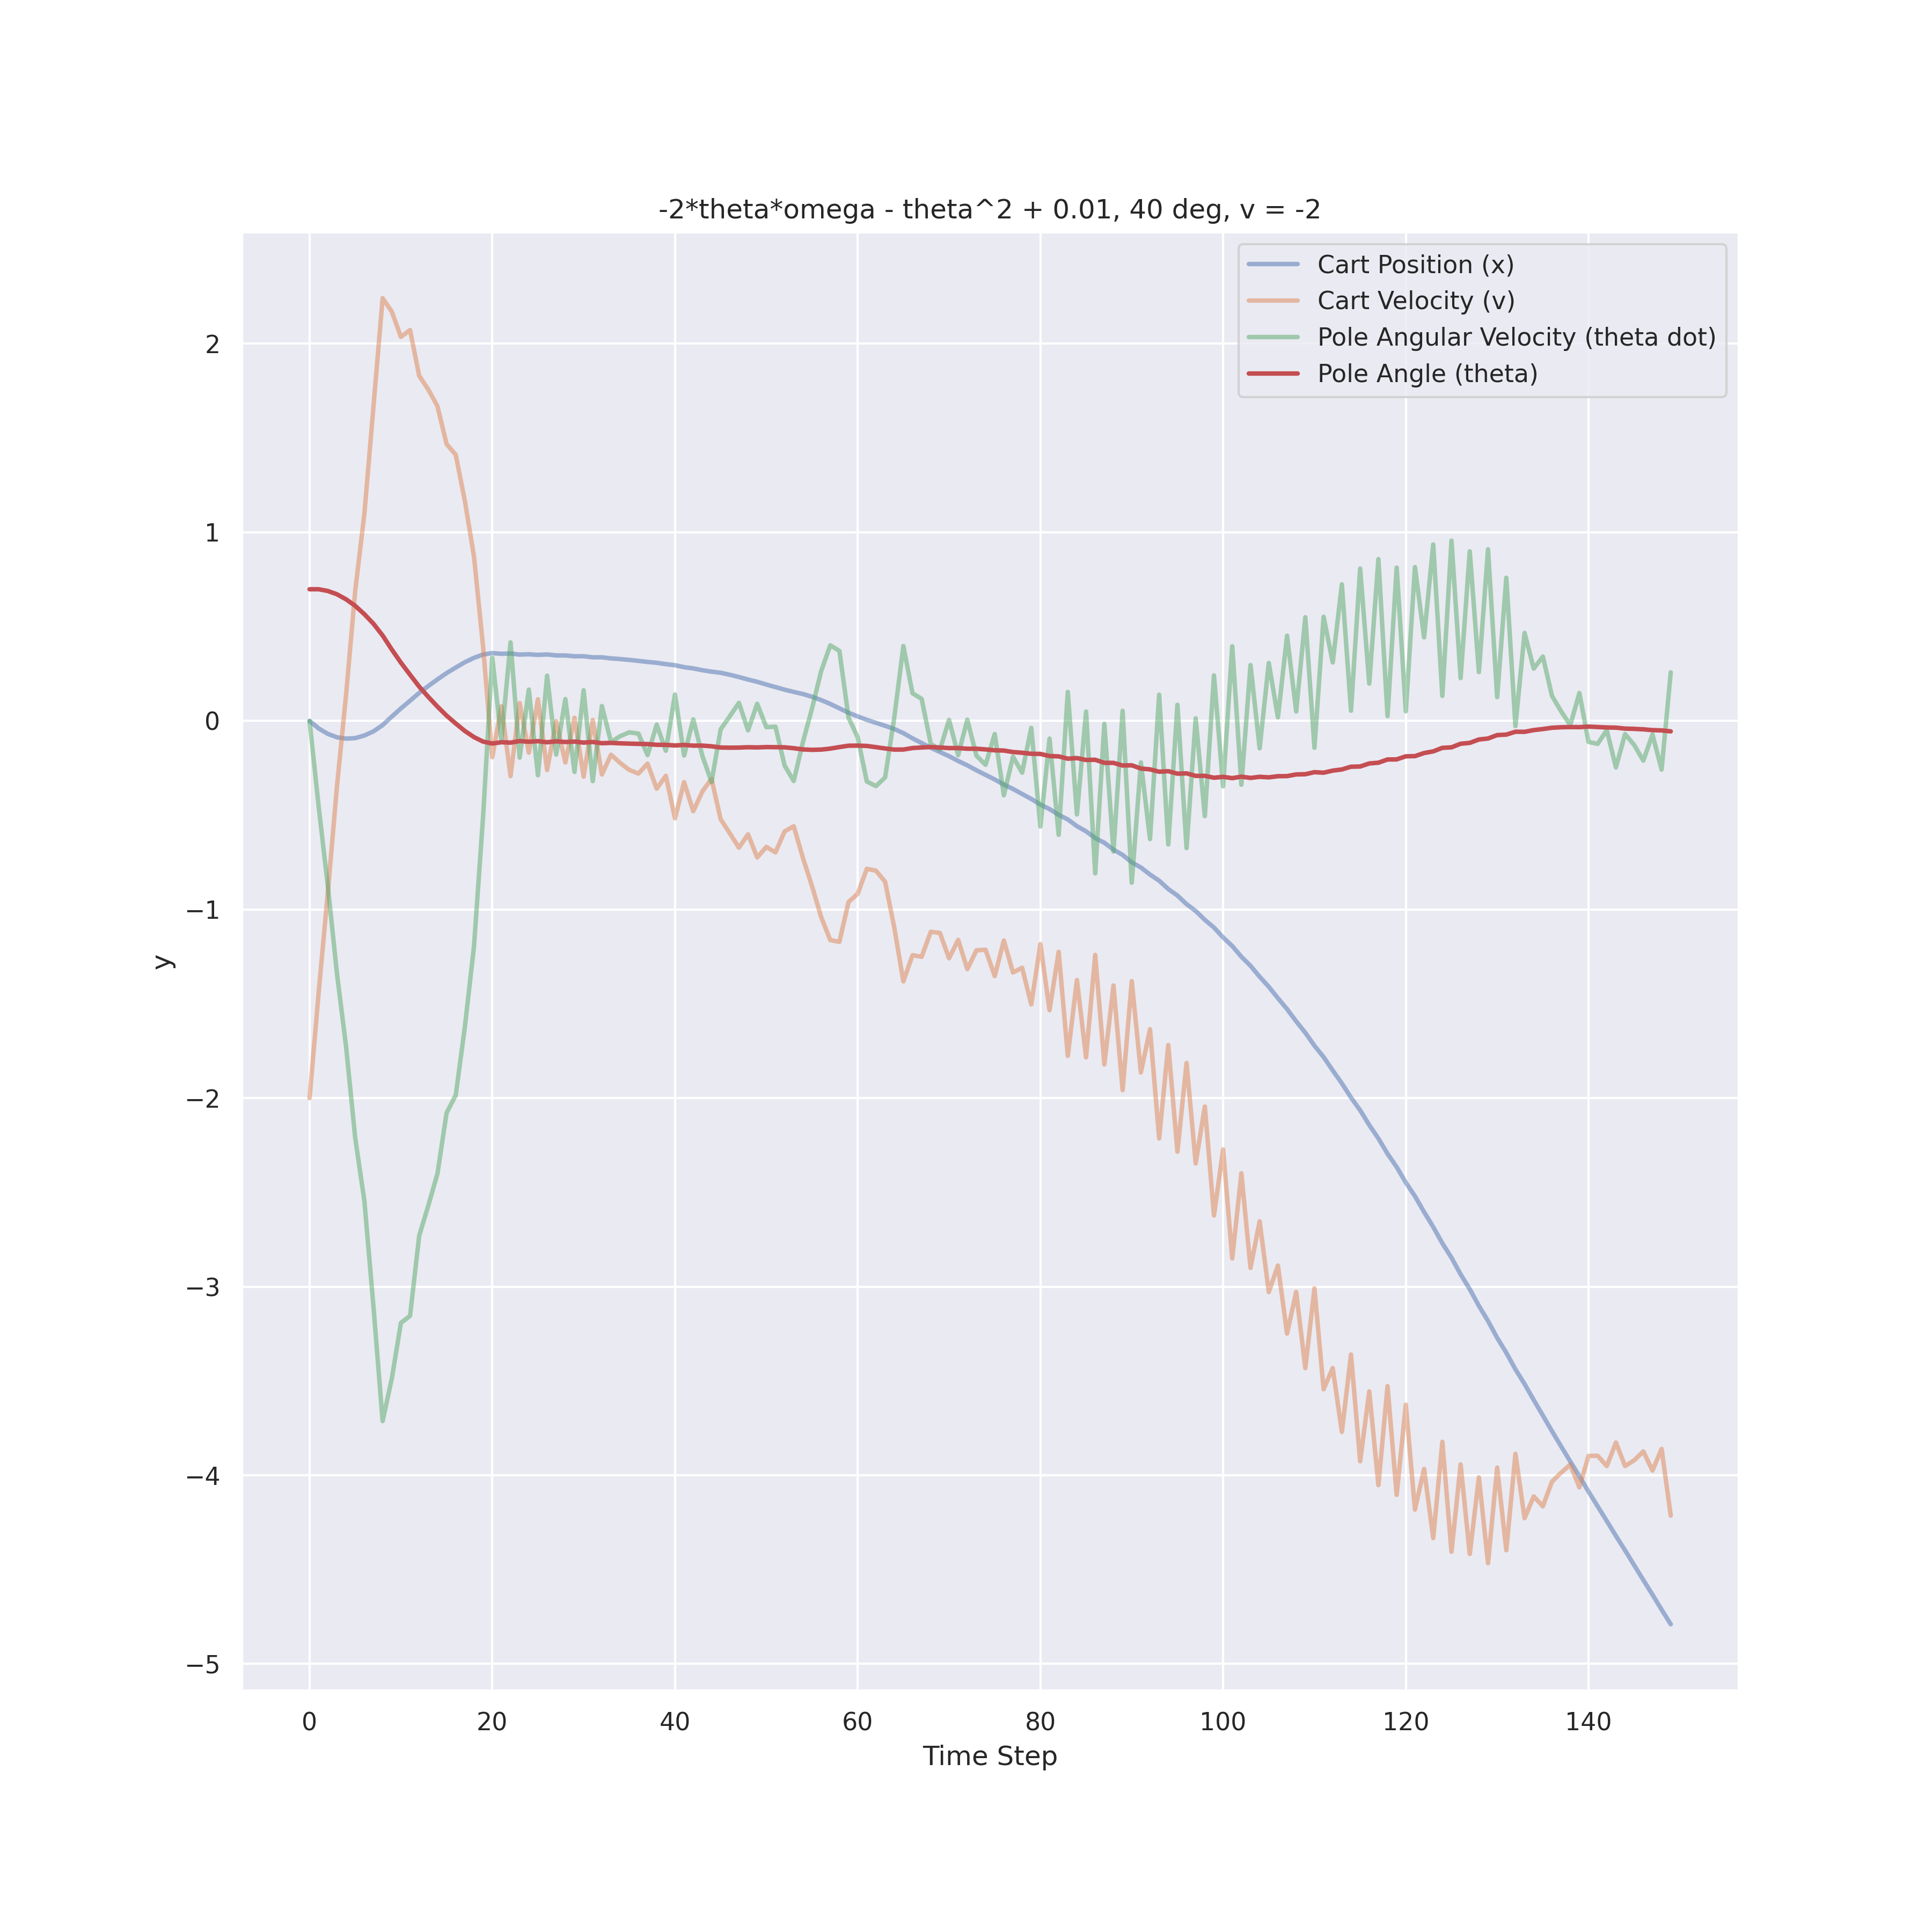 -2*theta*omega - theta^2 + 0.01, 40 deg, v = -2
Cart Position (x)
Cart Velocity (v)
Pole Angular Velocity (theta dot)
Pole Angle (theta)
2
1
0
−1
−2
−3
−4
−5
y
0 20 40 60 80 100 120 140
Time Step